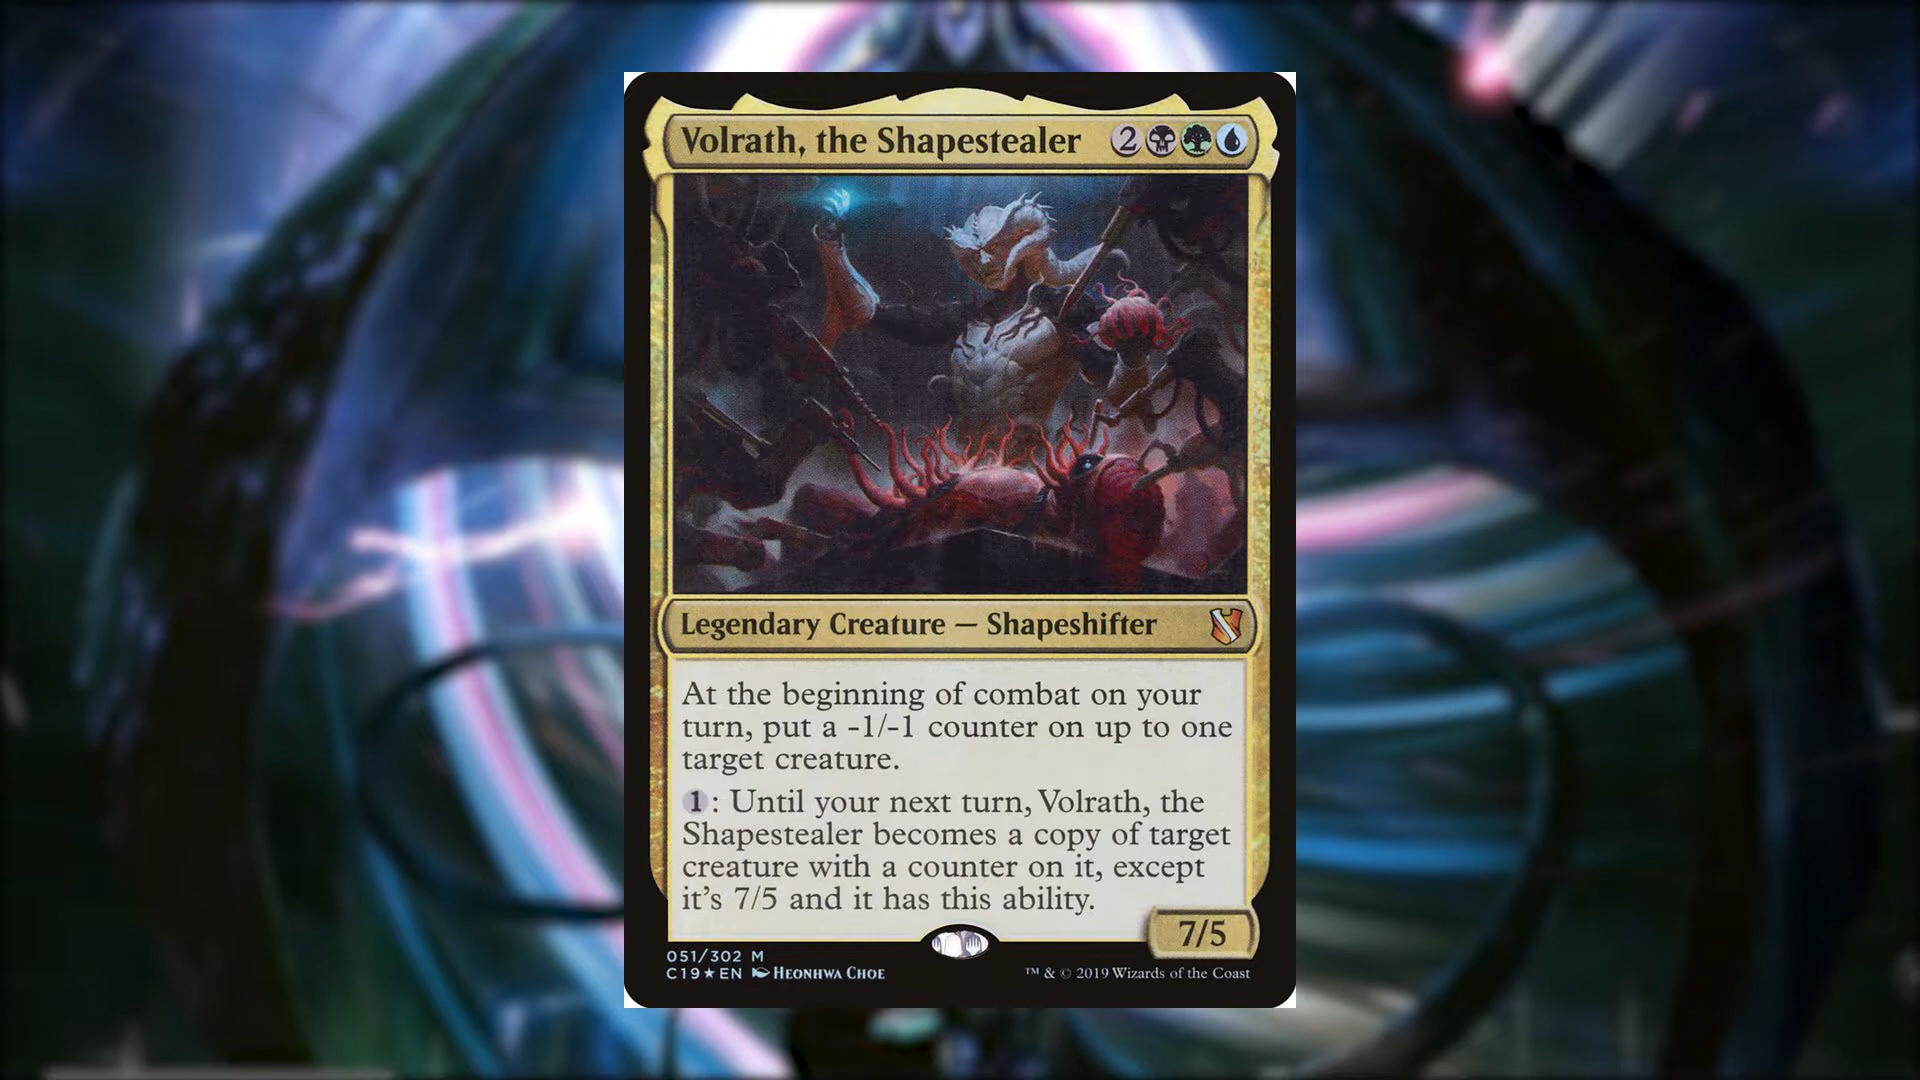 Volrath, the Shapestealer 2
Legendary Creature — Shapeshifter
At the beginning of combat on your
turn, put a -1/-1 counter on up to one
target creature.
1: Until your next turn, Volrath, the
Shapestealer becomes a copy of target
creature with a counter on it, except
it's 7/5 and it has this ability.
7/5
051/302 M
C19★EN Heonhwa Choe
™ & © 2019 Wizards of the Coast